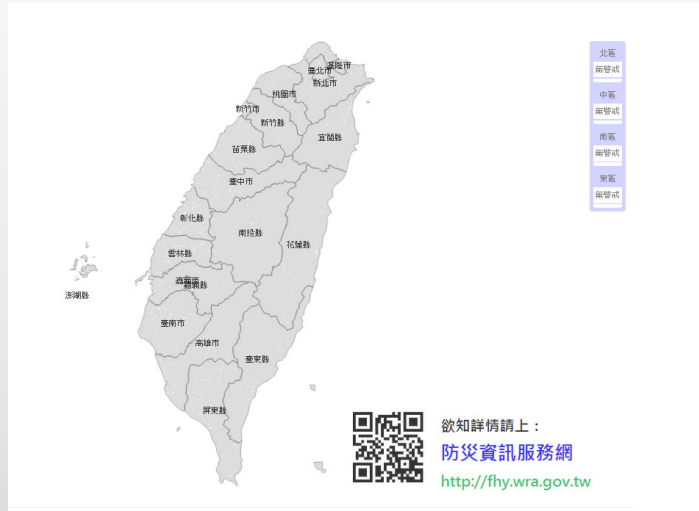 基隆市
臺北市
新北市
桃園市
新竹市
新竹縣
宜蘭縣
苗栗縣
臺中市
彰化縣
南投縣
花蓮縣
雲林縣
嘉義市
嘉義縣
澎湖縣
臺南市
高雄市
臺東縣
屏東縣
北區
無警戒
中區
無警戒
南區
無警戒
東區
無警戒
欲知詳情請上：
防災資訊服務網
http://fhy.wra.gov.tw